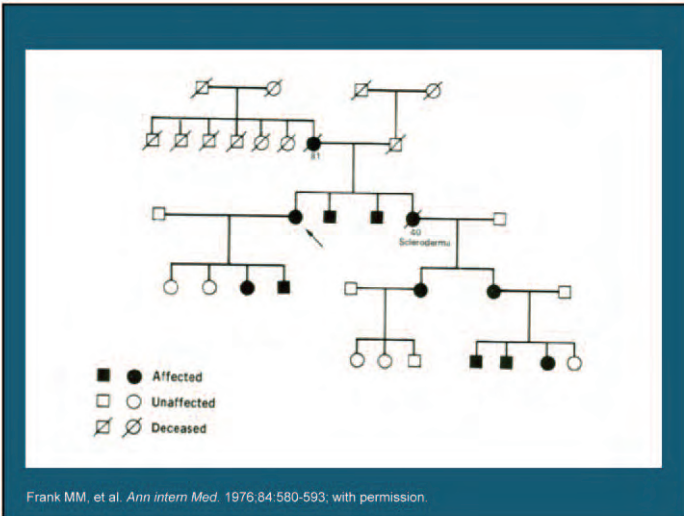 81
40
Scleroderma
Affected
Unaffected
Deceased
Frank MM, et al. Ann intern Med. 1976;84:580-593; with permission.